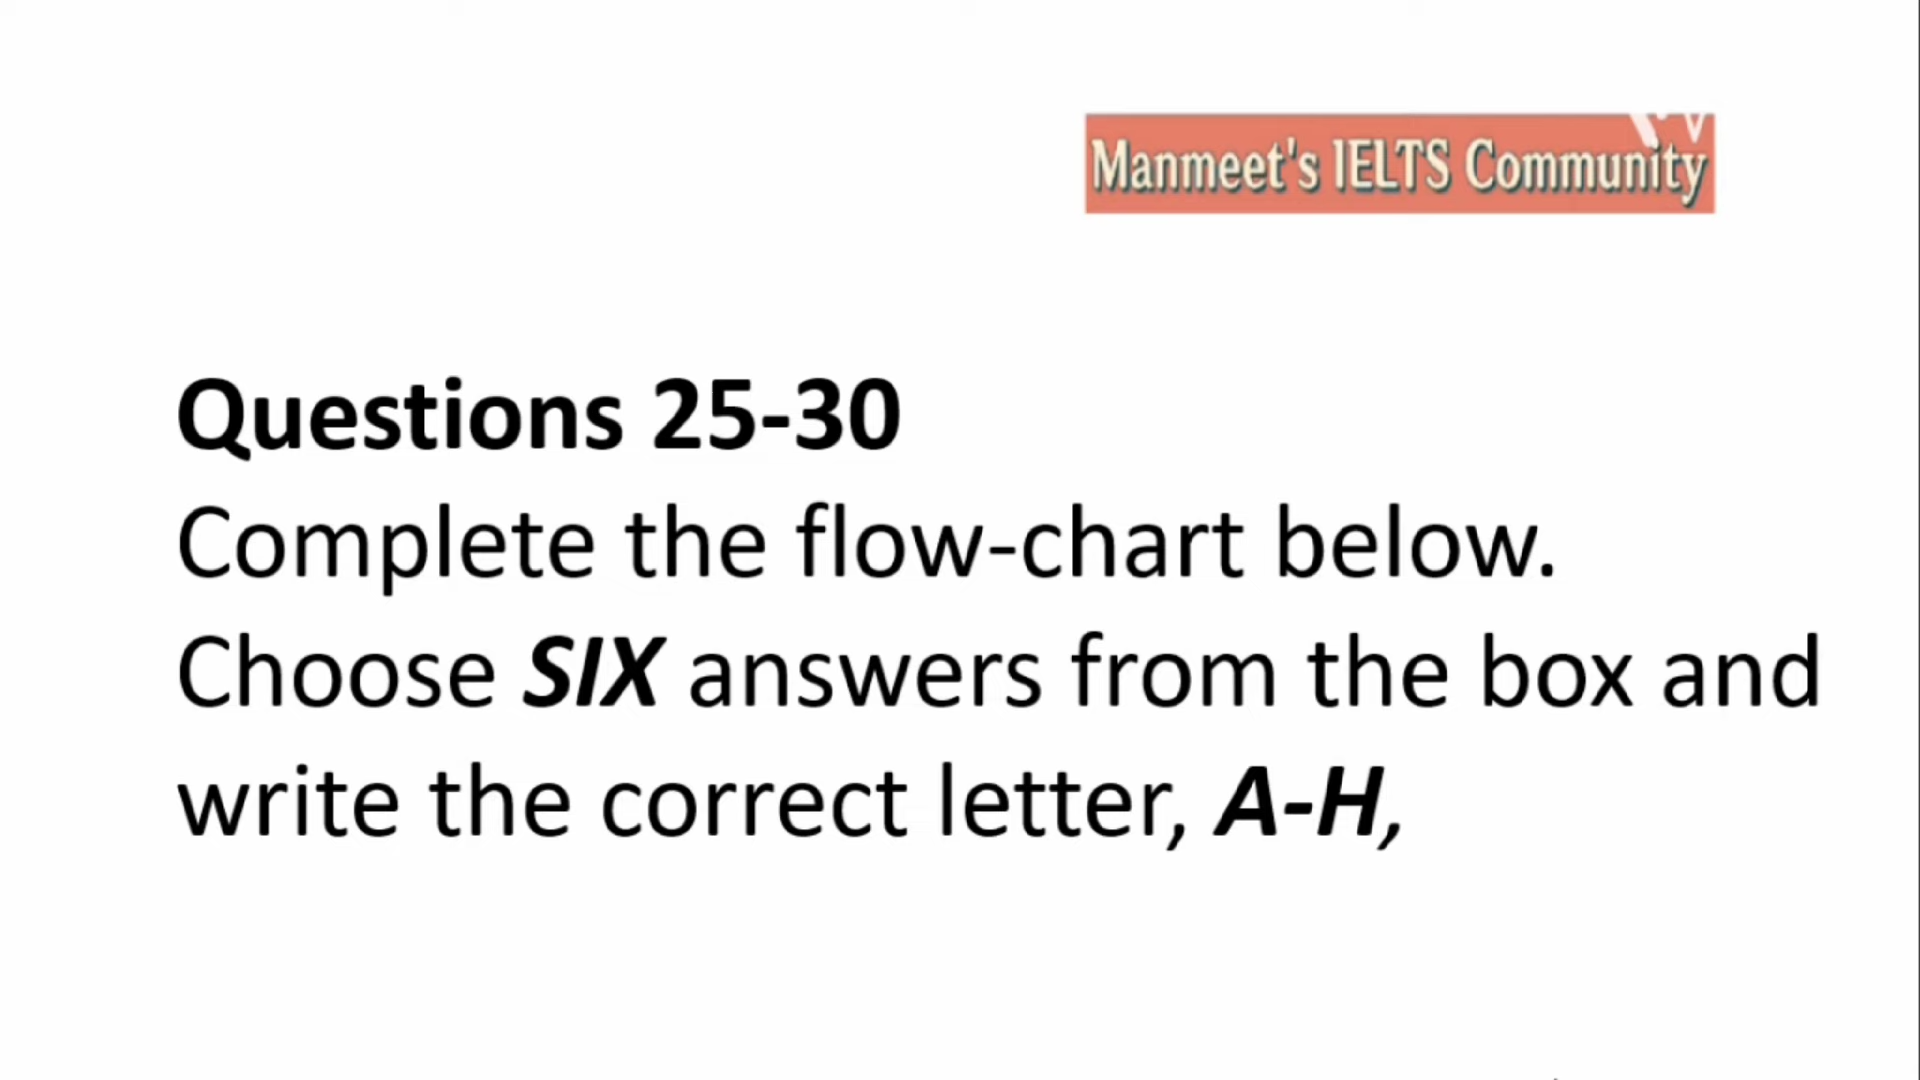 Manmeet's IELTS Community
Questions 25-30
Complete the flow-chart below.
Choose SIX answers from the box and
write the correct letter, A-H,